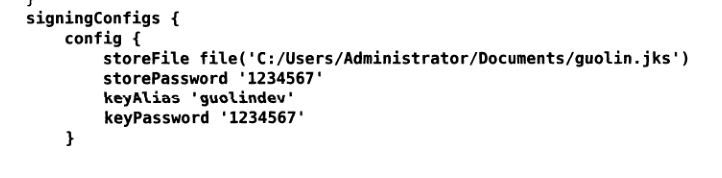 signingConfigs {
    config {
        storeFile file('C:/Users/Administrator/Documents/guolin.jks')
        storePassword '1234567'
        keyAlias 'guolindev'
        keyPassword '1234567'
    }